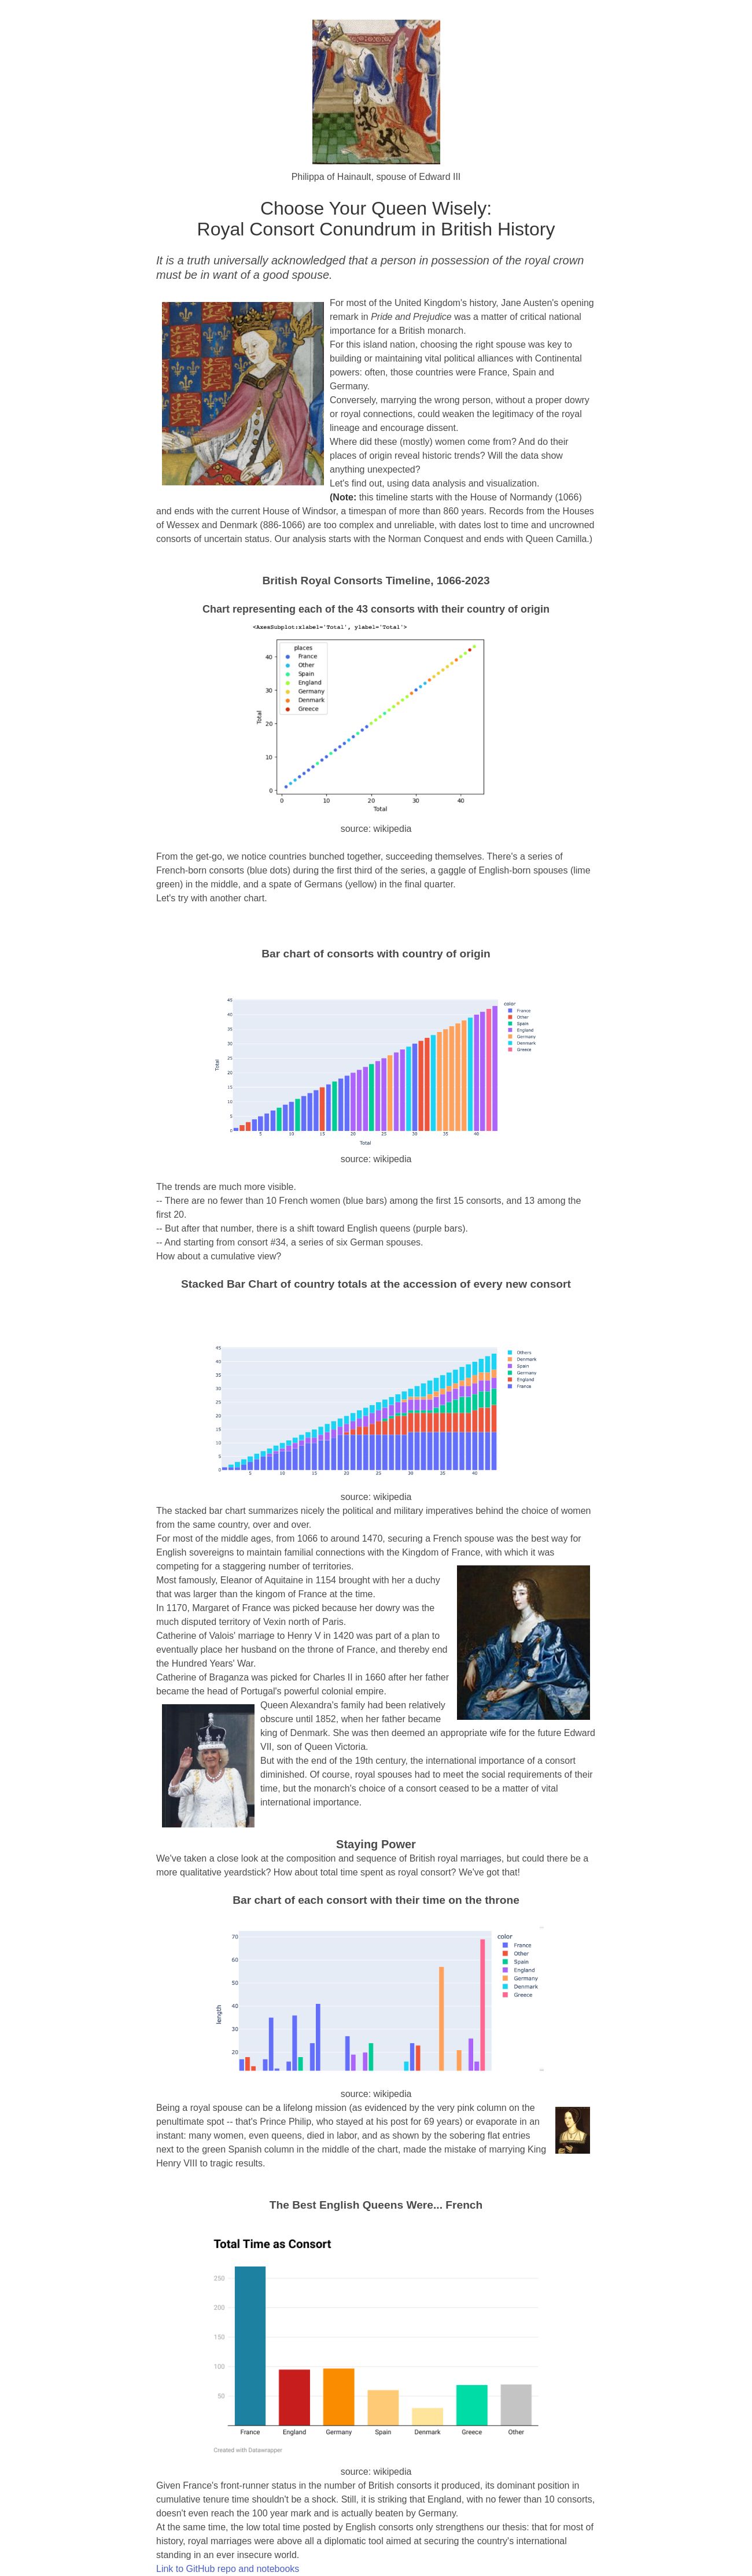 Philippa of Hainault, spouse of Edward III
Choose Your Queen Wisely:
Royal Consort Conundrum in British History
It is a truth universally acknowledged that a person in possession of the royal crown
must be in want of a good spouse.
For most of the United Kingdom's history, Jane Austen's opening
remark in Pride and Prejudice was a matter of critical national
importance for a British monarch.
For this island nation, choosing the right spouse was key to
building or maintaining vital political alliances with Continental
powers: often, those countries were France, Spain and
Germany.
Conversely, marrying the wrong person, without a proper dowry
or royal connections, could weaken the legitimacy of the royal
lineage and encourage dissent.
Where did these (mostly) women come from? And do their
places of origin reveal historic trends? Will the data show
anything unexpected?
Let's find out, using data analysis and visualization.
(Note: this timeline starts with the House of Normandy (1066)
and ends with the current House of Windsor, a timespan of more than 860 years. Records from the Houses
of Wessex and Denmark (886-1066) are too complex and unreliable, with dates lost to time and uncrowned
consorts of uncertain status. Our analysis starts with the Norman Conquest and ends with Queen Camilla.)
British Royal Consorts Timeline, 1066-2023
Chart representing each of the 43 consorts with their country of origin
<AxesSubplot:xlabel='Total', ylabel='Total'>
places
France
Other
Spain
England
Germany
Denmark
Greece
40
30
20
10
0
Total
0 10 20 30 40
Total
source: wikipedia
From the get-go, we notice countries bunched together, succeeding themselves. There's a series of
French-born consorts (blue dots) during the first third of the series, a gaggle of English-born spouses (lime
green) in the middle, and a spate of Germans (yellow) in the final quarter.
Let's try with another chart.
Bar chart of consorts with country of origin
45
40
35
30
25
20
15
10
5
0
Total
5 10 15 20 25 30 35 40
Total
color
France
Other
Spain
England
Germany
Denmark
Greece
source: wikipedia
The trends are much more visible.
-- There are no fewer than 10 French women (blue bars) among the first 15 consorts, and 13 among the
first 20.
-- But after that number, there is a shift toward English queens (purple bars).
-- And starting from consort #34, a series of six German spouses.
How about a cumulative view?
Stacked Bar Chart of country totals at the accession of every new consort
45
40
35
30
25
20
15
10
5
0
5 10 15 20 25 30 35 40
Others
Denmark
Spain
Germany
England
France
source: wikipedia
The stacked bar chart summarizes nicely the political and military imperatives behind the choice of women
from the same country, over and over.
For most of the middle ages, from 1066 to around 1470, securing a French spouse was the best way for
English sovereigns to maintain familial connections with the Kingdom of France, with which it was
competing for a staggering number of territories.
Most famously, Eleanor of Aquitaine in 1154 brought with her a duchy
that was larger than the kingom of France at the time.
In 1170, Margaret of France was picked because her dowry was the
much disputed territory of Vexin north of Paris.
Catherine of Valois' marriage to Henry V in 1420 was part of a plan to
eventually place her husband on the throne of France, and thereby end
the Hundred Years' War.
Catherine of Braganza was picked for Charles II in 1660 after her father
became the head of Portugal's powerful colonial empire.
Queen Alexandra's family had been relatively
obscure until 1852, when her father became
king of Denmark. She was then deemed an appropriate wife for the future Edward
VII, son of Queen Victoria.
But with the end of the 19th century, the international importance of a consort
diminished. Of course, royal spouses had to meet the social requirements of their
time, but the monarch's choice of a consort ceased to be a matter of vital
international importance.
Staying Power
We've taken a close look at the composition and sequence of British royal marriages, but could there be a
more qualitative yeardstick? How about total time spent as royal consort? We've got that!
Bar chart of each consort with their time on the throne
70
60
50
40
30
20
length
color
France
Other
Spain
England
Germany
Denmark
Greece
source: wikipedia
Being a royal spouse can be a lifelong mission (as evidenced by the very pink column on the
penultimate spot -- that's Prince Philip, who stayed at his post for 69 years) or evaporate in an
instant: many women, even queens, died in labor, and as shown by the sobering flat entries
next to the green Spanish column in the middle of the chart, made the mistake of marrying King
Henry VIII to tragic results.
The Best English Queens Were... French
Total Time as Consort
250
200
150
100
50
France England Germany Spain Denmark Greece Other
Created with Datawrapper
source: wikipedia
Given France's front-runner status in the number of British consorts it produced, its dominant position in
cumulative tenure time shouldn't be a shock. Still, it is striking that England, with no fewer than 10 consorts,
doesn't even reach the 100 year mark and is actually beaten by Germany.
At the same time, the low total time posted by English consorts only strengthens our thesis: that for most of
history, royal marriages were above all a diplomatic tool aimed at securing the country's international
standing in an ever insecure world.
Link to GitHub repo and notebooks